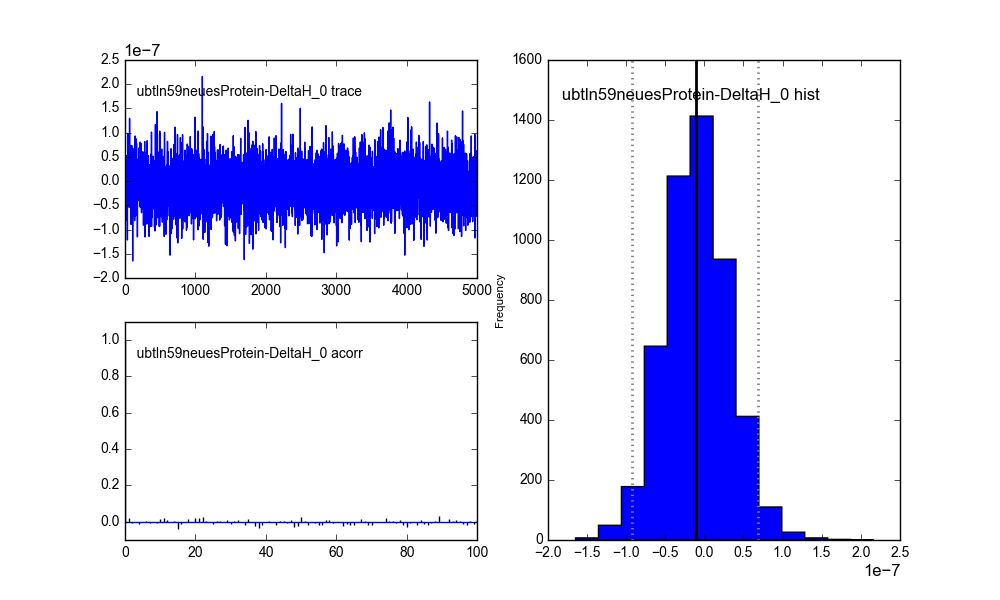 1e−7
2.5
2.0
1.5
1.0
0.5
0.0
−0.5
−1.0
−1.5
−2.0
ubtln59neuesProtein-DeltaH_0 trace
0 1000 2000 3000 4000 5000
1.0
0.8
0.6
0.4
0.2
0.0
ubtln59neuesProtein-DeltaH_0 acorr
0 20 40 60 80 100
Frequency
1600
1400
1200
1000
800
600
400
200
0
ubtln59neuesProtein-DeltaH_0 hist
−2.0 −1.5 −1.0 −0.5 0.0 0.5 1.0 1.5 2.0 2.5
1e−7